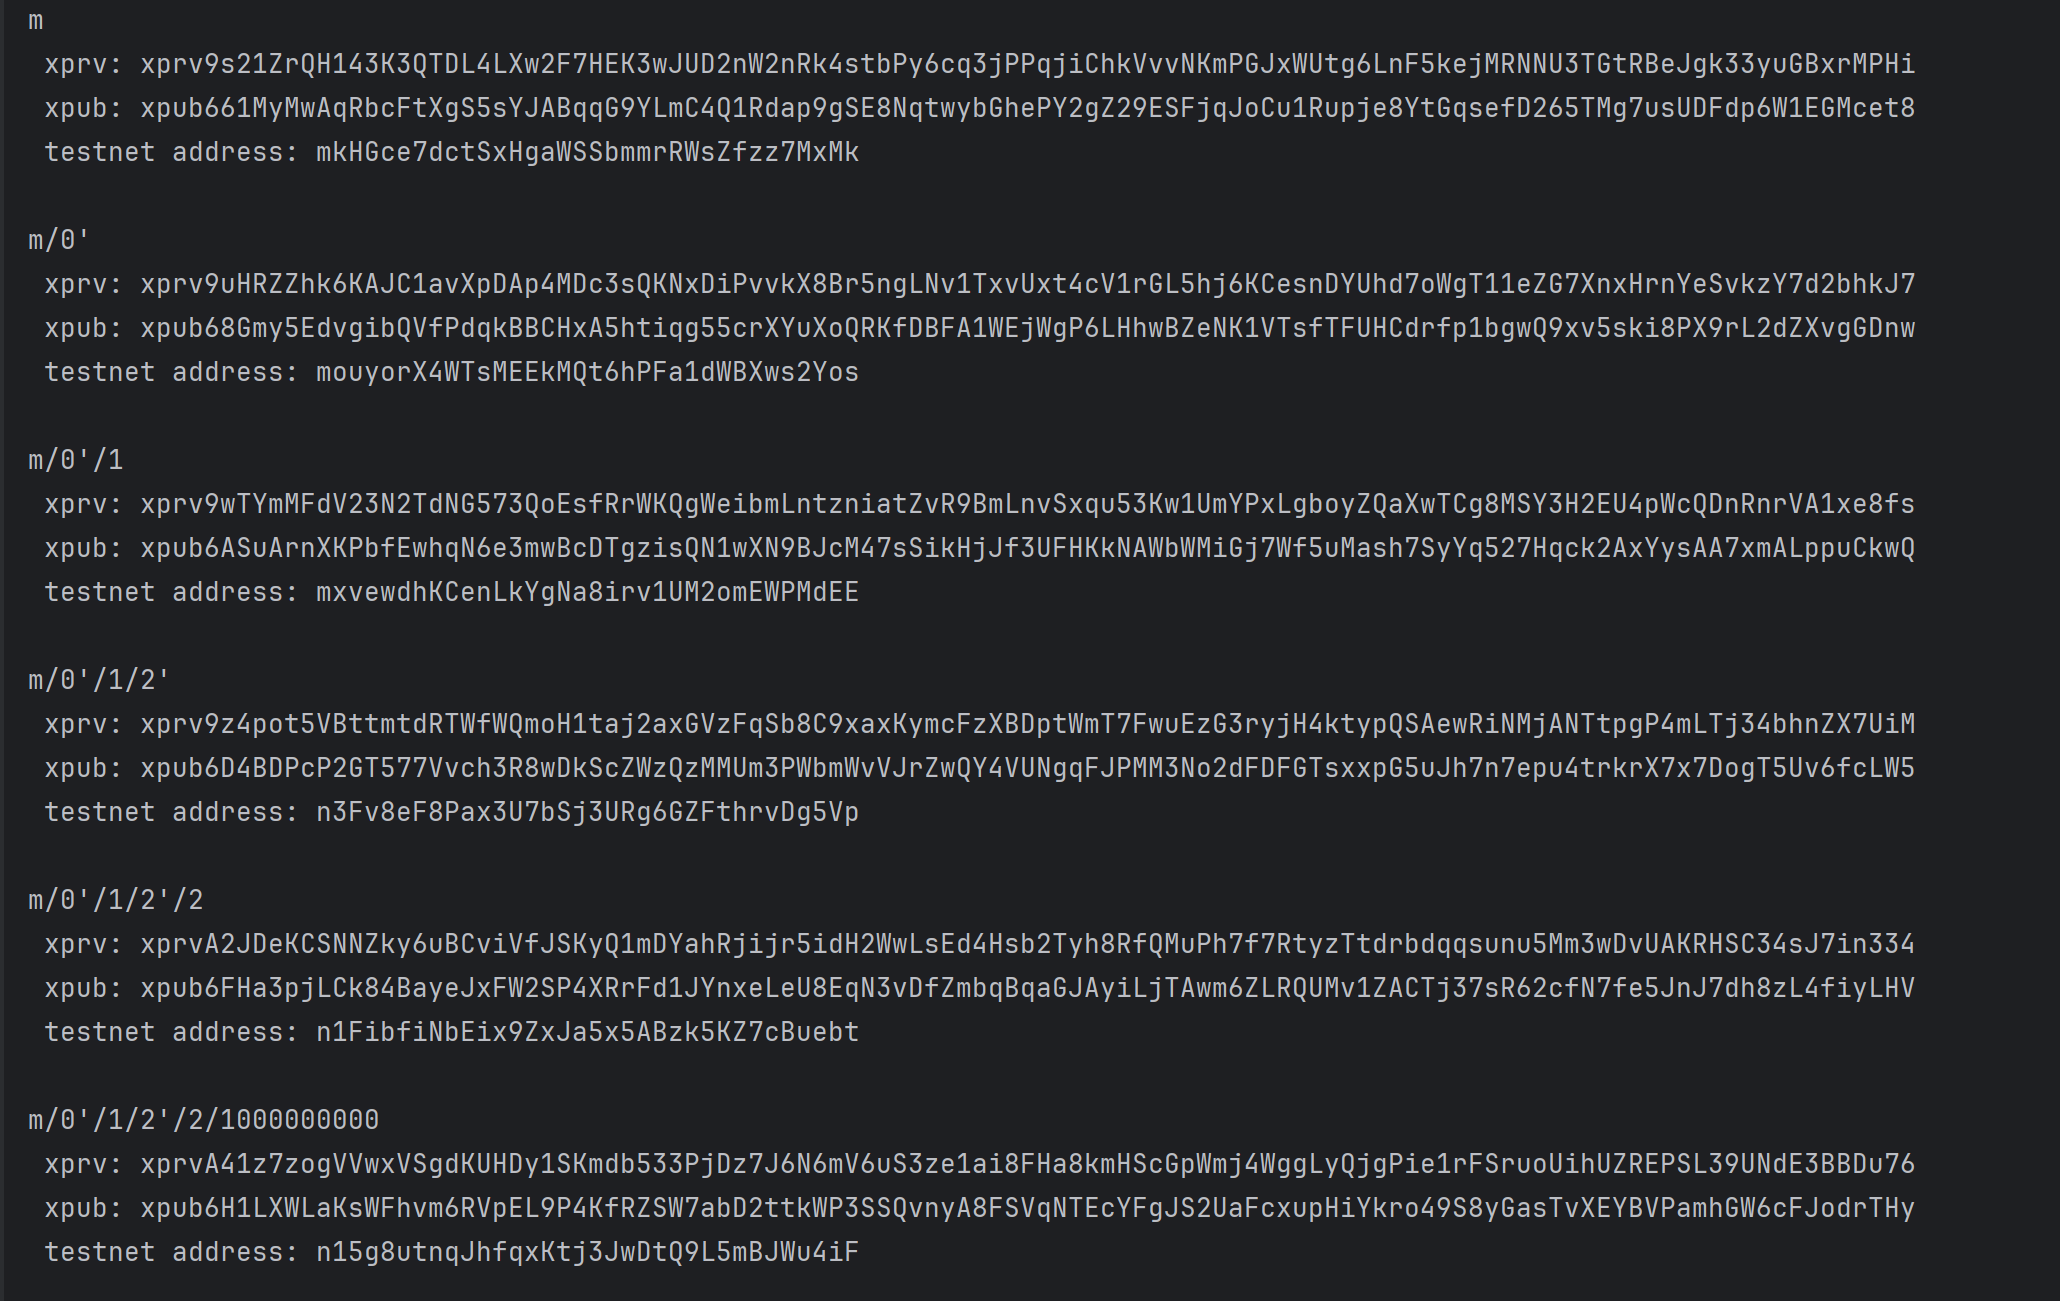 m
xprv: xprv9s21ZrQH143K3QTDL4LXw2F7HEK3wJUD2nW2nRk4stbPy6cq3jPPqjiChkVvvNKmPGJxWUtg6LnF5kejMRNNU3TGtRBeJgk33yuGBxrMPHi
xpub: xpub661MyMwAqRbcFtXgS5sYJABqqG9YLmC4Q1Rdap9gSE8NqtwybGhePY2gZ29ESFjqJoCu1Rupje8YtGqsefD265TMg7usUDFdp6W1EGMcet8
testnet address: mkHGce7dctSxHgaWSSbmmrRWsZfzz7MxMk
m/0'
xprv: xprv9uHRZZhk6KAJC1avXpDAp4MDc3sQKNxDiPvvkX8Br5ngLNv1TxvUxt4cV1rGL5hj6KCesnDYUhd7oWgT11eZG7XnxHrnYeSvkzY7d2bhkJ7
xpub: xpub68Gmy5EdvgibQVfPdqkBBCHxA5htiqg55crXYuXoQRKfDBFA1WEjWgP6LHhwBZeNK1VTsfTFUHCdrfp1bgwQ9xv5ski8PX9rL2dZXvgGDnw
testnet address: mouyorX4WTsMEEkMQt6hPFa1dWBXws2Yos
m/0'/1
xprv: xprv9wTYmMFdV23N2TdNG573QoEsfRrWKQgWeibmLntzniatZvR9BmLnvSxqu53Kw1UmYPxLgboyZQaXwTCg8MSY3H2EU4pWcQDnRnrVA1xe8fs
xpub: xpub6ASuArnXKPbfEwhqN6e3mwBcDTgzisQN1wXN9BJcM47sSikHjJf3UFHKkNAWbWMiGj7Wf5uMash7SyYq527Hqck2AxYysAA7xmALppuCkwQ
testnet address: mxvewdhKCenLkYgNa8irv1UM2omEWPMdEE
m/0'/1/2'
xprv: xprv9z4pot5VBttmtdRTWfWQmoH1taj2axGVzFqSb8C9xaxKymcFzXBDptWmT7FwuEzG3ryjH4ktypQSAewRiNMjANTtpgP4mLTj34bhnZX7UiM
xpub: xpub6D4BDPcP2GT577Vvch3R8wDkScZWzQzMMUm3PWbmWvVJrZwQY4VUNgqFJPMM3No2dFDFGTsxxpG5uJh7n7epu4trkrX7x7DogT5Uv6fcLW5
testnet address: n3Fv8eF8Pax3U7bSj3URg6GZFthrvDg5Vp
m/0'/1/2'/2
xprv: xprvA2JDeKCSNNZky6uBCviVfJSKyQ1mDYahRjijr5idH2WwLsEd4Hsb2Tyh8RfQMuPh7f7RtyzTtdrbdqqsunu5Mm3wDvUAKRHSC34sJ7in334
xpub: xpub6FHa3pjLCk84BayeJxFW2SP4XRrFd1JYnxeLeU8EqN3vDfZmbqBqaGJAyiLjTAwm6ZLRQUMv1ZACTj37sR62cfN7fe5JnJ7dh8zL4fiyLHV
testnet address: n1FibfiNbEix9ZxJa5x5ABzk5KZ7cBuebt
m/0'/1/2'/2/1000000000
xprv: xprvA41z7zogVVwxVSgdKUHDy1SKmdb533PjDz7J6N6mV6uS3ze1ai8FHa8kmHScGpWmj4WggLyQjgPie1rFSruoUihUZREPSL39UNdE3BBDu76
xpub: xpub6H1LXWLaKsWFhvm6RVpEL9P4KfRZSW7abD2ttkWP3SSQvnyA8FSVqNTEcYFgJS2UaFcxupHiYkro49S8yGasTvXEYBVPamhGW6cFJodrTHy
testnet address: n15g8utnqJhfqxKtj3JwDtQ9L5mBJWu4iF